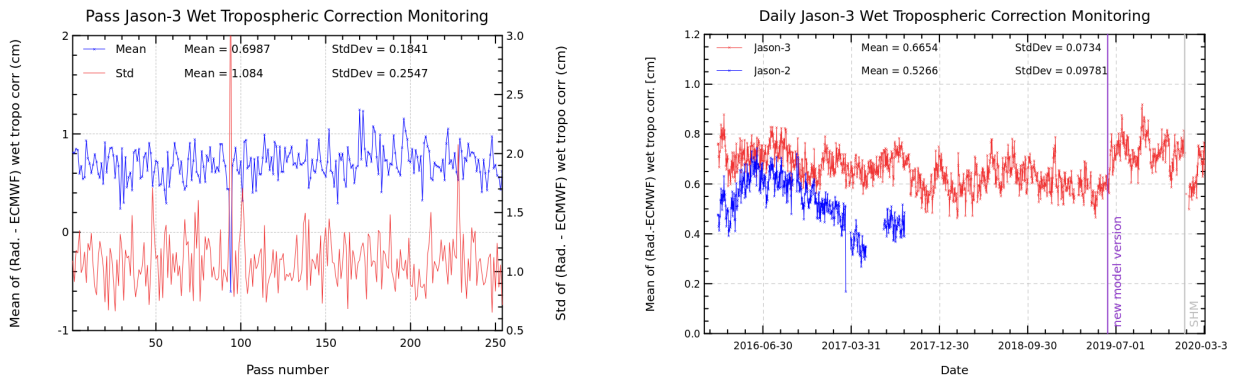 Pass Jason-3 Wet Tropospheric Correction Monitoring
Mean of (Rad. - ECMWF) wet tropo corr (cm)
Std of (Rad. - ECMWF) wet tropo corr (cm)
2
1
0
-1
3.0
2.5
2.0
1.5
1.0
0.5
Mean Mean = 0.6987 StdDev = 0.1841
Std Mean = 1.084 StdDev = 0.2547
50 100 150 200 250
Pass number
Daily Jason-3 Wet Tropospheric Correction Monitoring
Mean of (Rad.-ECMWF) wet tropo corr. [cm]
1.2
1.0
0.8
0.6
0.4
0.2
0.0
Jason-3 Mean = 0.6654 StdDev = 0.0734
Jason-2 Mean = 0.5266 StdDev = 0.09781
new model version
SHM
2016-06-30 2017-03-31 2017-12-30 2018-09-30 2019-07-01 2020-03-3
Date